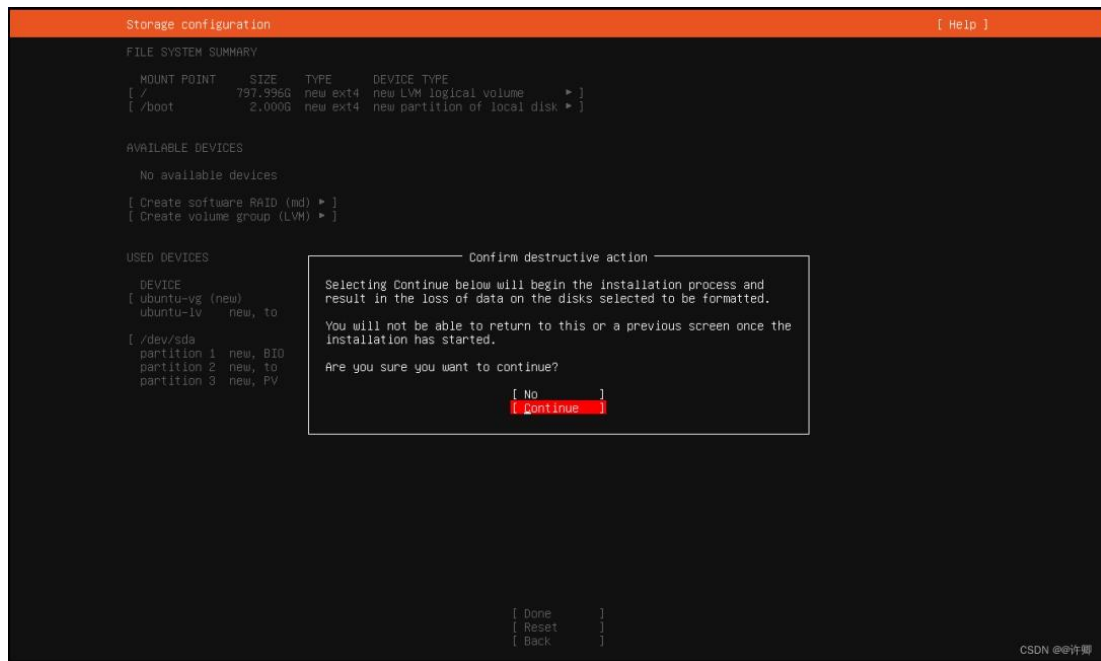 Storage configuration [ Help ]
FILE SYSTEM SUMMARY
MOUNT POINT SIZE TYPE DEVICE TYPE
[ / 797.996G new ext4 new LVM logical volume ▸ ]
[ /boot 2.000G new ext4 new partition of local disk ▸ ]
AVAILABLE DEVICES
No available devices
[ Create software RAID (md) ▸ ]
[ Create volume group (LVM) ▸ ]
USED DEVICES
DEVICE
[ ubuntu-vg (new)
ubuntu-lv new, to
[ /dev/sda
partition 1 new, BIO
partition 2 new, to
partition 3 new, PV
Confirm destructive action
Selecting Continue below will begin the installation process and
result in the loss of data on the disks selected to be formatted.
You will not be able to return to this or a previous screen once the
installation has started.
Are you sure you want to continue?
[ No ]
[ Continue ]
[ Done ]
[ Reset ]
[ Back ]
CSDN @@许卿